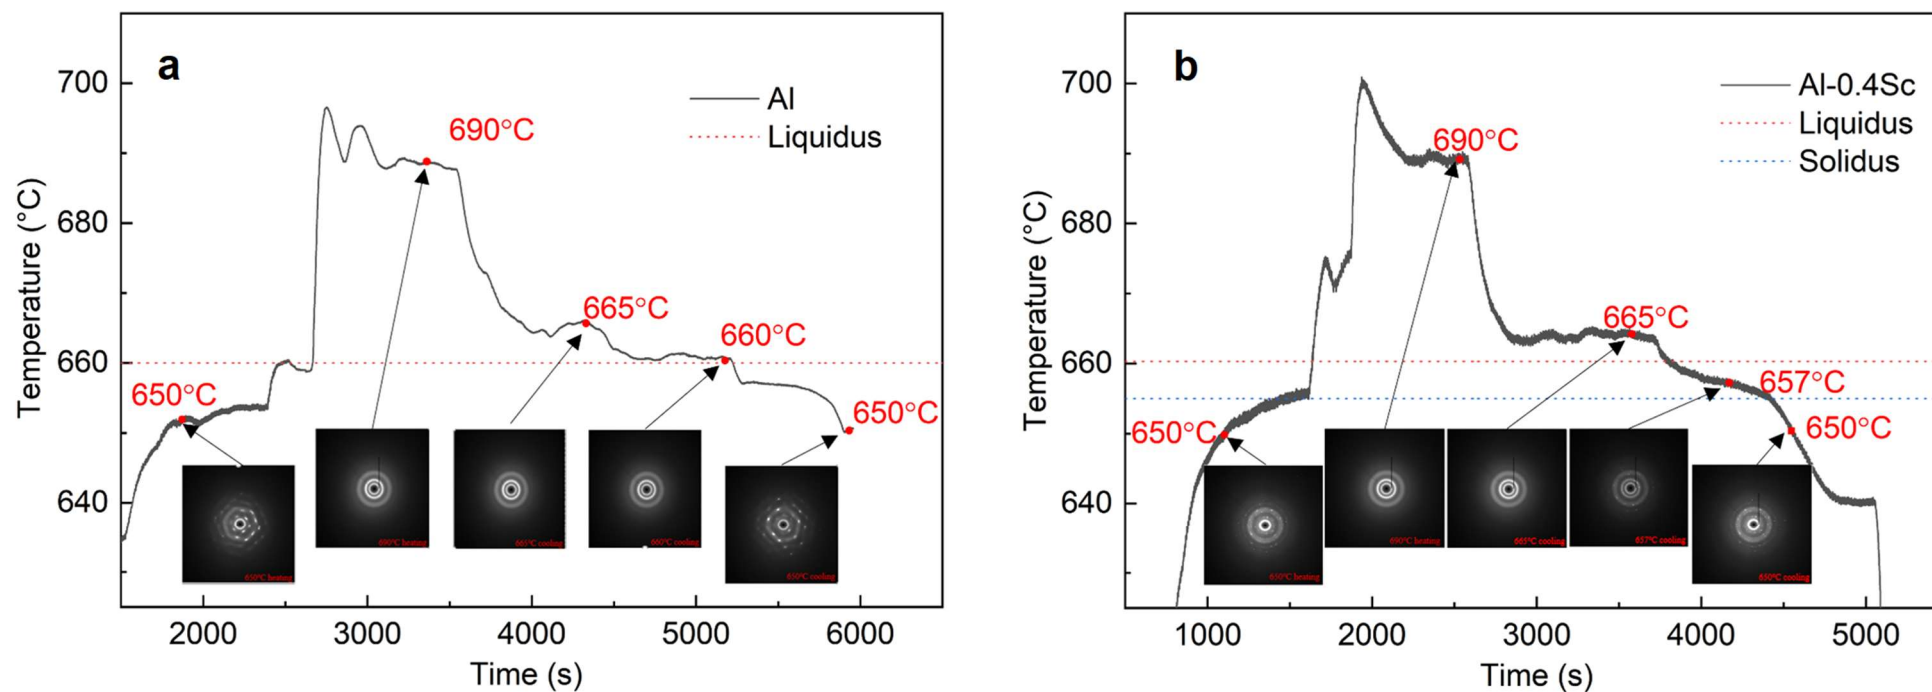 a
Al
Liquidus
700
680
660
640
Temperature (°C)
2000 3000 4000 5000 6000
Time (s)
650°C
690°C
665°C
660°C
650°C
650°C heating
690°C heating
665°C cooling
660°C cooling
650°C cooling
b
Al-0.4Sc
Liquidus
Solidus
700
680
660
640
Temperature (°C)
1000 2000 3000 4000 5000
Time (s)
650°C
690°C
665°C
657°C
650°C
650°C heating
690°C heating
665°C cooling
657°C cooling
650°C cooling